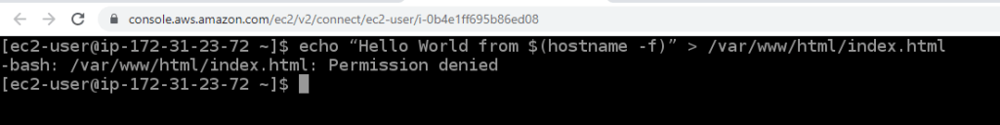 console.aws.amazon.com/ec2/v2/connect/ec2-user/i-0b4e1ff695b86ed08
[ec2-user@ip-172-31-23-72 ~]$ echo “Hello World from $(hostname -f)” > /var/www/html/index.html
-bash: /var/www/html/index.html: Permission denied
[ec2-user@ip-172-31-23-72 ~]$